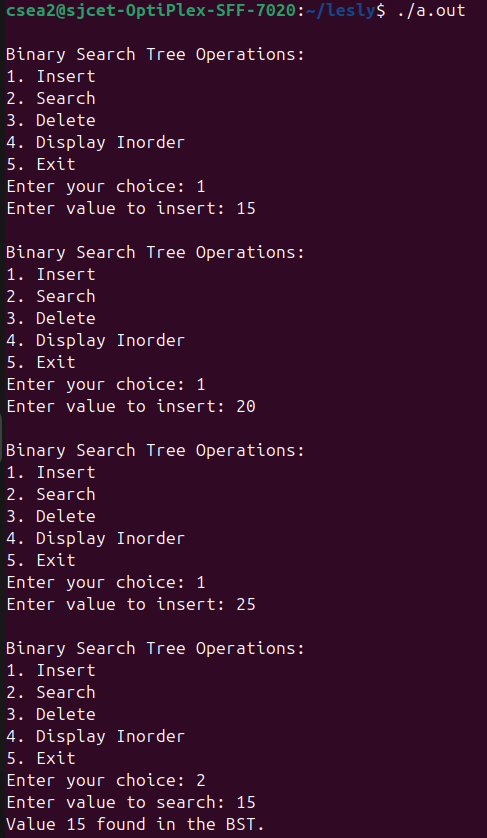 csea2@sjcet-OptiPlex-SFF-7020:~/lesly$ ./a.out
Binary Search Tree Operations:
1. Insert
2. Search
3. Delete
4. Display Inorder
5. Exit
Enter your choice: 1
Enter value to insert: 15
Binary Search Tree Operations:
1. Insert
2. Search
3. Delete
4. Display Inorder
5. Exit
Enter your choice: 1
Enter value to insert: 20
Binary Search Tree Operations:
1. Insert
2. Search
3. Delete
4. Display Inorder
5. Exit
Enter your choice: 1
Enter value to insert: 25
Binary Search Tree Operations:
1. Insert
2. Search
3. Delete
4. Display Inorder
5. Exit
Enter your choice: 2
Enter value to search: 15
Value 15 found in the BST.